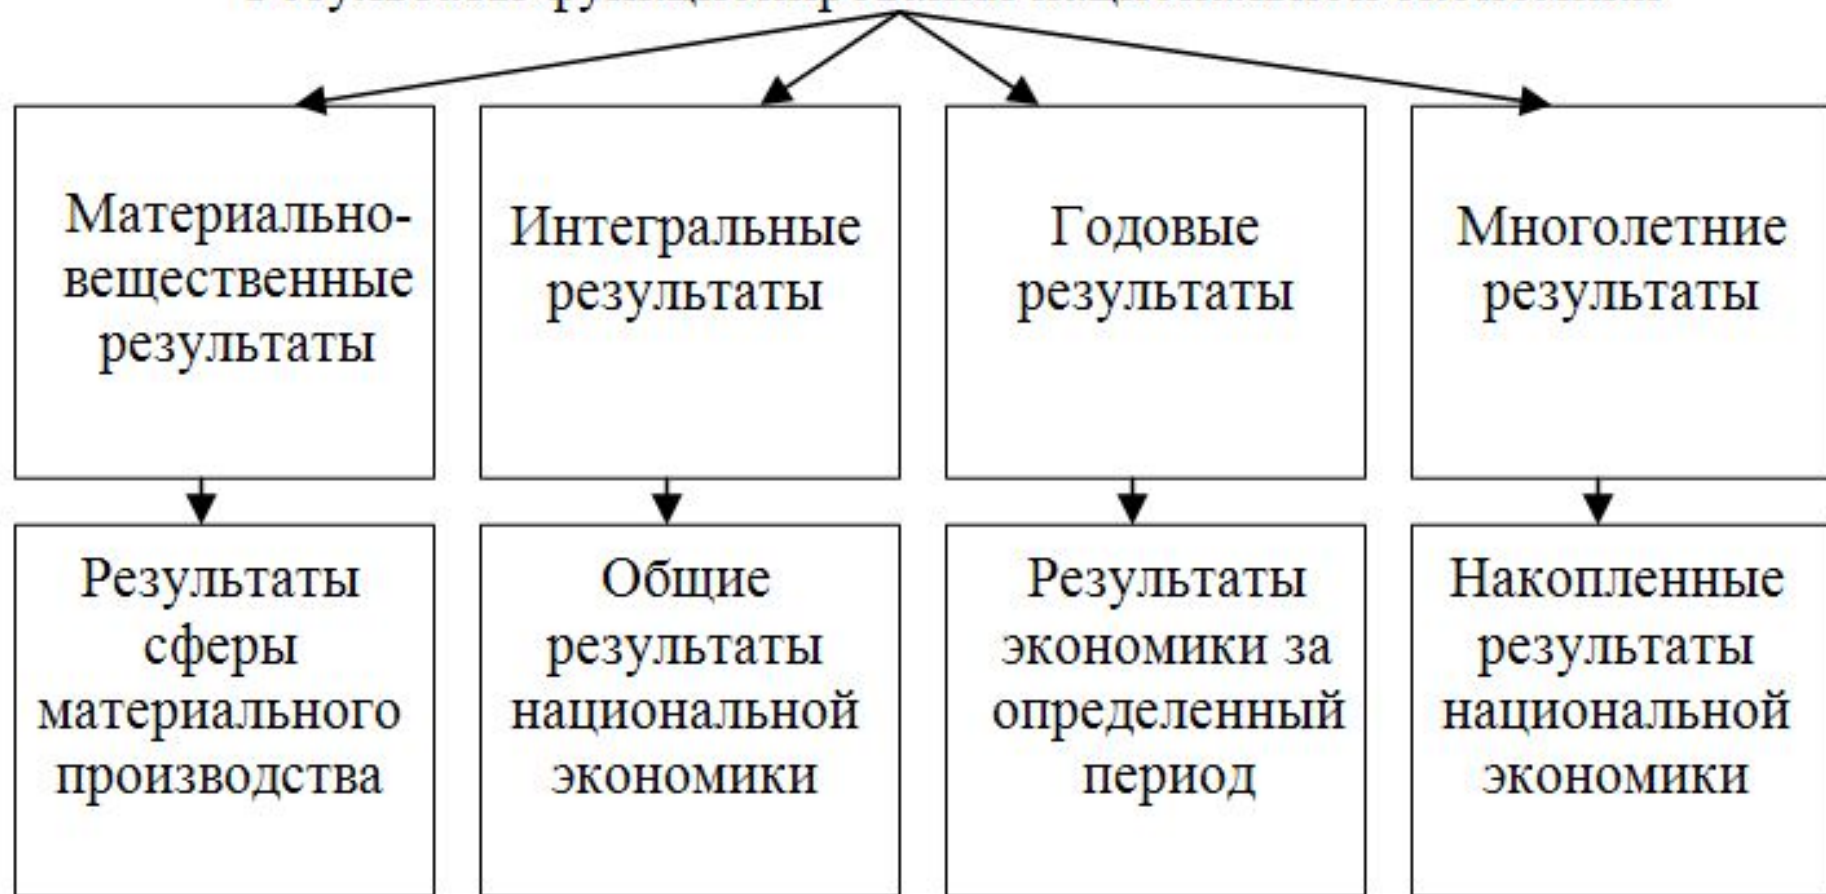 Материально-
вещественные
результаты
Интегральные
результаты
Годовые
результаты
Многолетние
результаты
Результаты
сферы
материального
производства
Общие
результаты
национальной
экономики
Результаты
экономики за
определенный
период
Накопленные
результаты
национальной
экономики